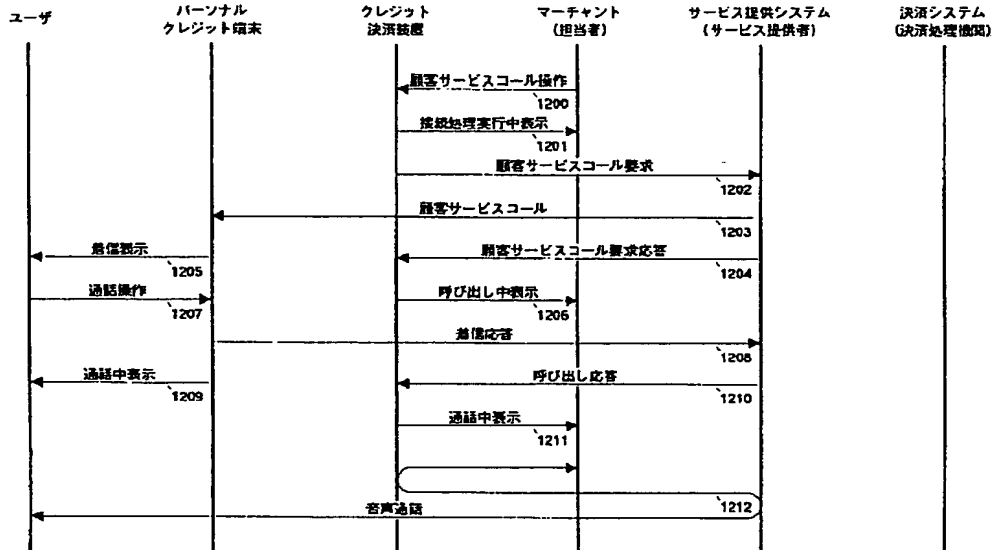 ユーザ
パーソナル
クレジット端末
クレジット
決済装置
マーチャント
(担当者)
サービス提供システム
(サービス提供者)
決済システム
(決済処理機関)
顧客サービスコール操作
1200
接続処理実行中表示
1201
顧客サービスコール要求
1202
顧客サービスコール
1203
着信表示
1205
顧客サービスコール要求応答
1204
通話操作
1207
呼び出し中表示
1206
着信応答
1208
通話中表示
1209
呼び出し応答
1210
通話中表示
1211
1212
音声通話